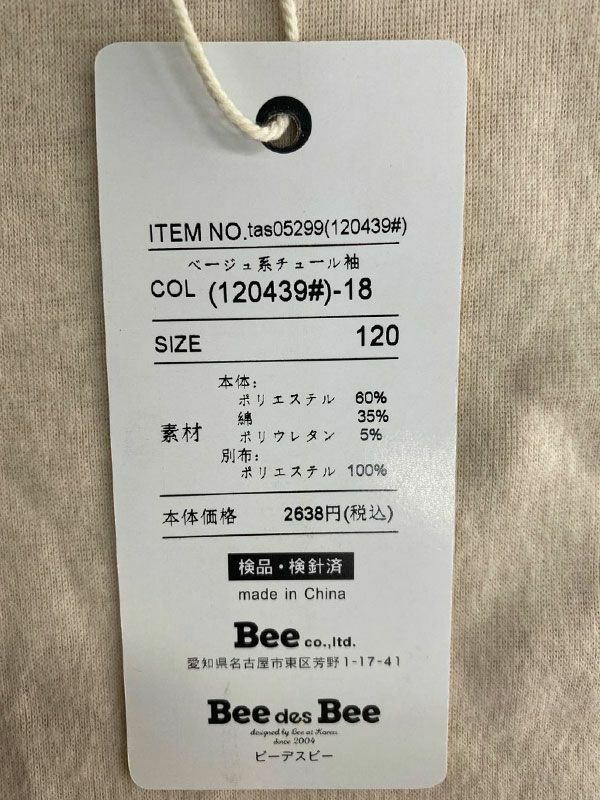 ITEM NO.tas05299(120439#)
ベージュ系チュール袖
COL (120439#)-18
SIZE 120
本体:
ポリエステル 60%
綿 35%
素材 ポリウレタン 5%
別布:
ポリエステル 100%
本体価格 2638円(税込)
検品・検針済
made in China
Bee co.,ltd.
愛知県名古屋市東区芳野1-17-41
Bee des Bee
designed by Bee at Korea
since 2004
ビーデスビー